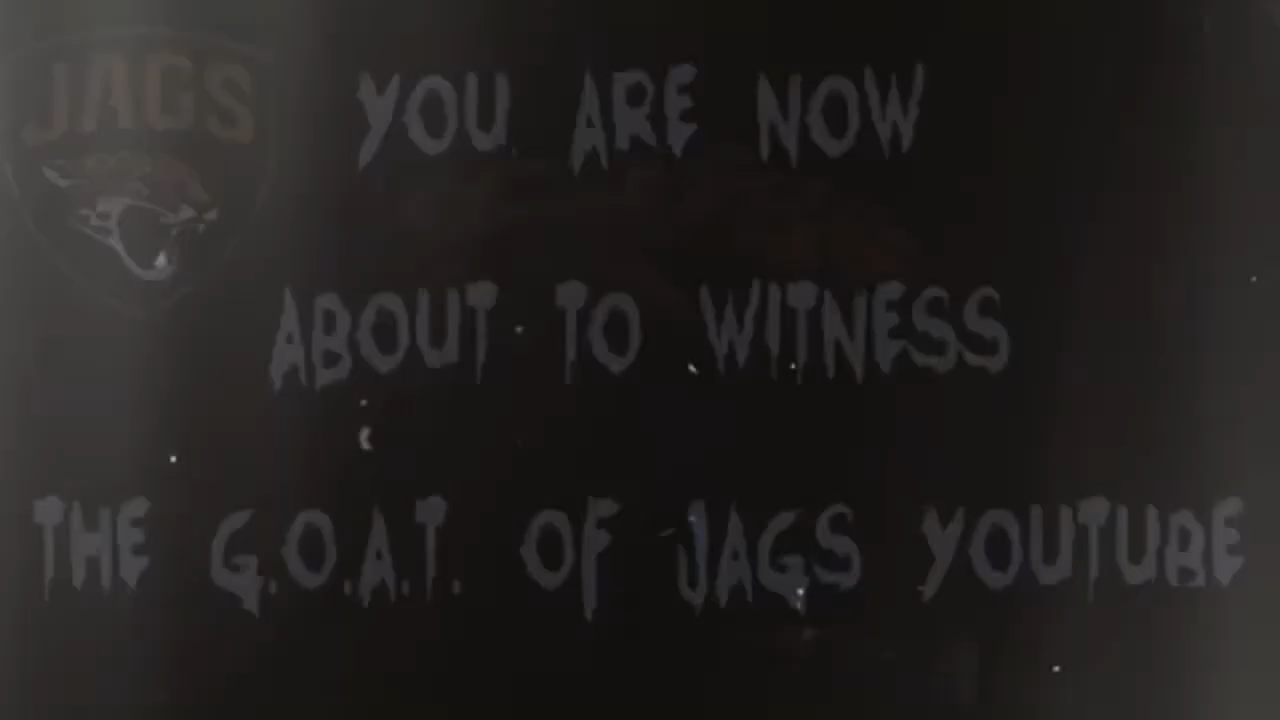 JAGS
YOU ARE NOW
ABOUT TO WITNESS
THE G.O.A.T. OF JAGS YOUTUBE